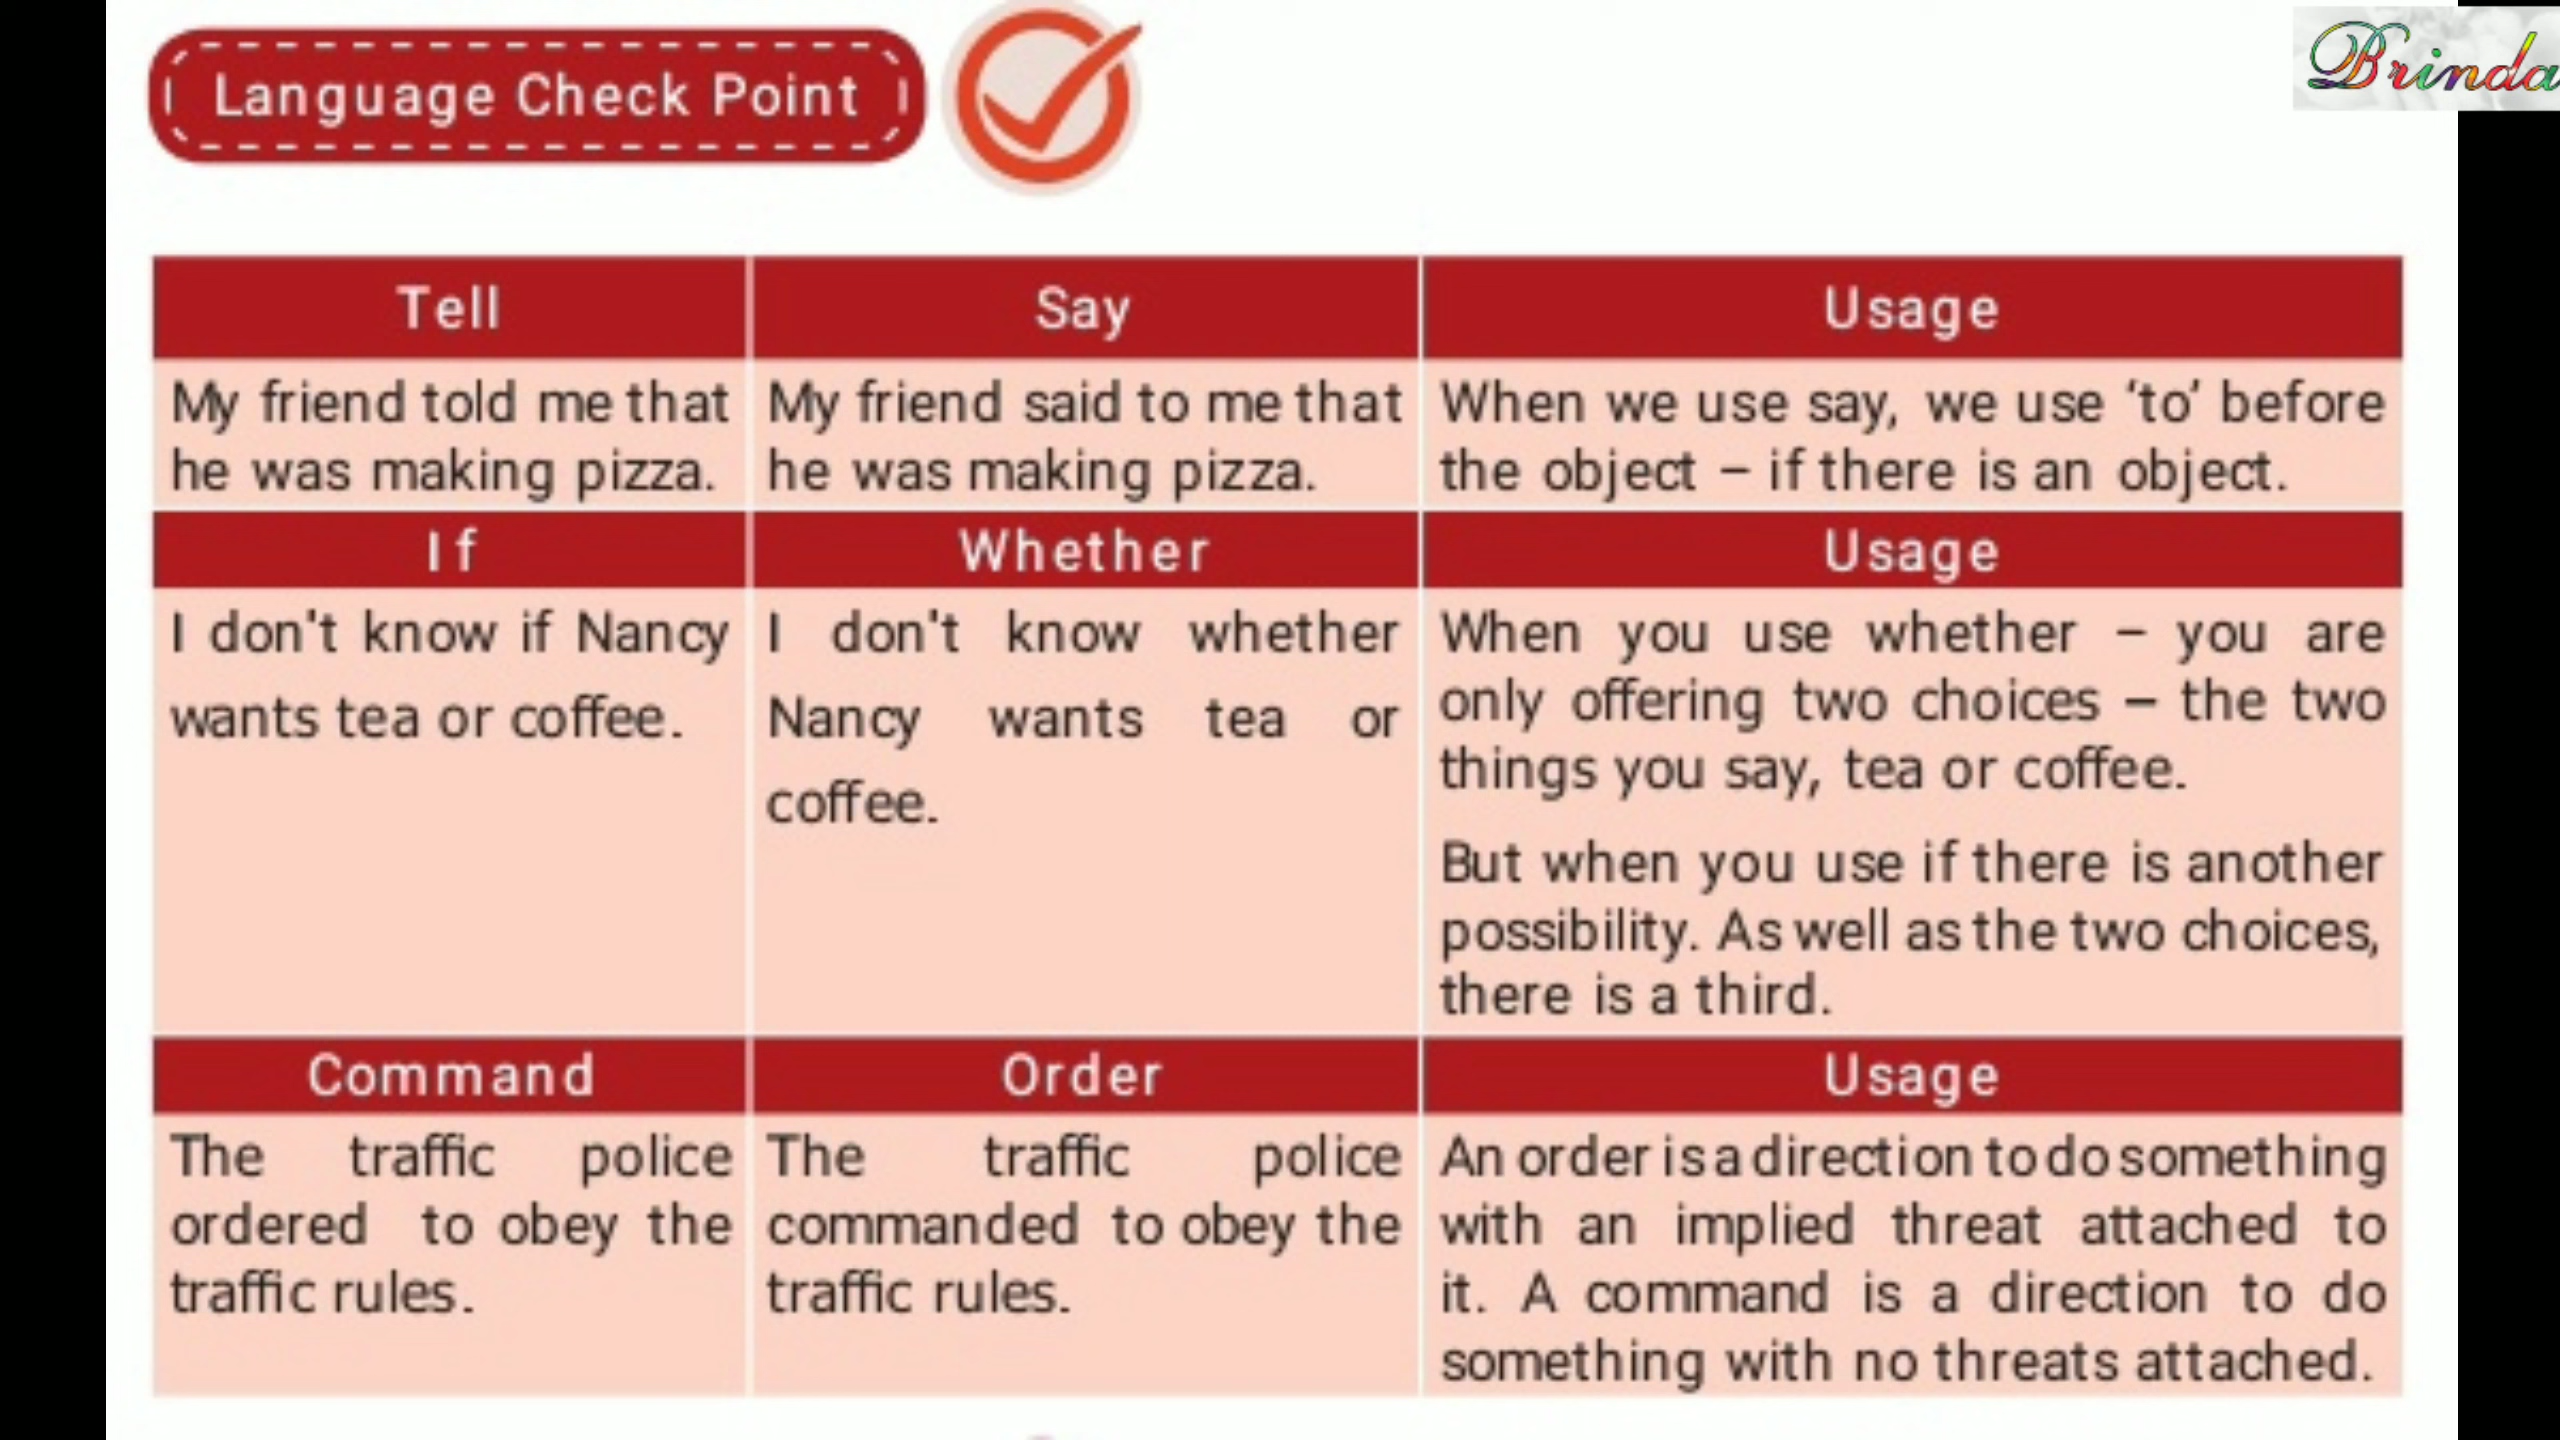 Language Check Point
Brinda
Tell
Say
Usage
My friend told me that
he was making pizza.
My friend said to me that
he was making pizza.
When we use say, we use ‘to’ before
the object – if there is an object.
If
Whether
Usage
I don't know if Nancy
wants tea or coffee.
I don't know whether
Nancy wants tea or
coffee.
When you use whether – you are
only offering two choices – the two
things you say, tea or coffee.
But when you use if there is another
possibility. As well as the two choices,
there is a third.
Command
Order
Usage
The traffic police
ordered to obey the
traffic rules.
The traffic police
commanded to obey the
traffic rules.
An order is a direction to do something
with an implied threat attached to
it. A command is a direction to do
something with no threats attached.